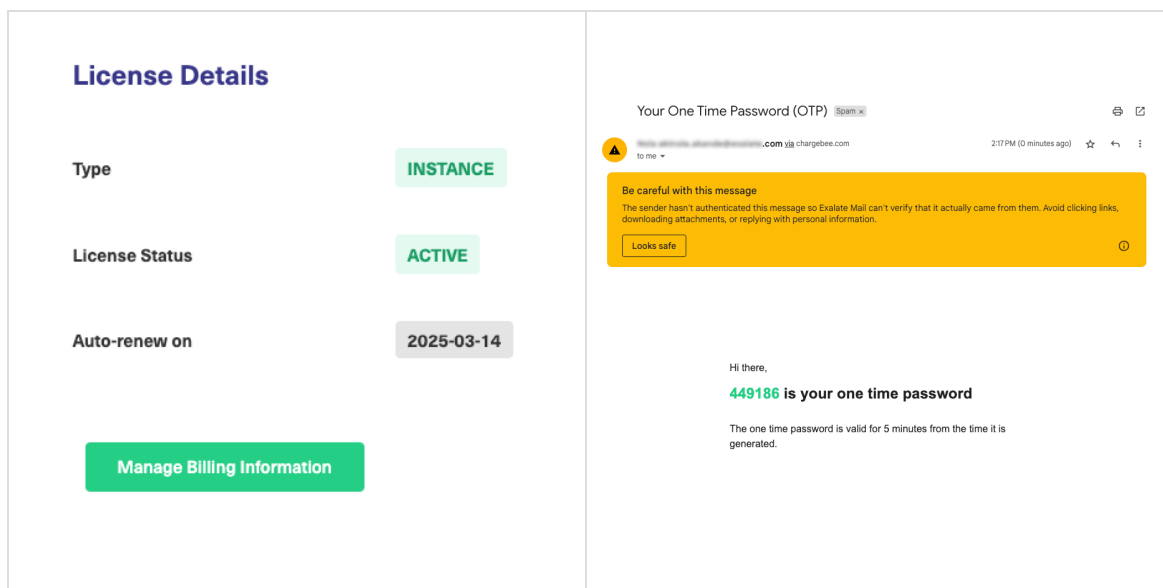 License Details
Type
INSTANCE
License Status
ACTIVE
Auto-renew on
2025-03-14
Manage Billing Information
Your One Time Password (OTP) Spam x
.com via chargebee.com
2:17 PM (0 minutes ago)
to me
Be careful with this message
The sender hasn't authenticated this message so Exalate Mail can't verify that it actually came from them. Avoid clicking links,
downloading attachments, or replying with personal information.
Looks safe
Hi there,
449186 is your one time password
The one time password is valid for 5 minutes from the time it is
generated.